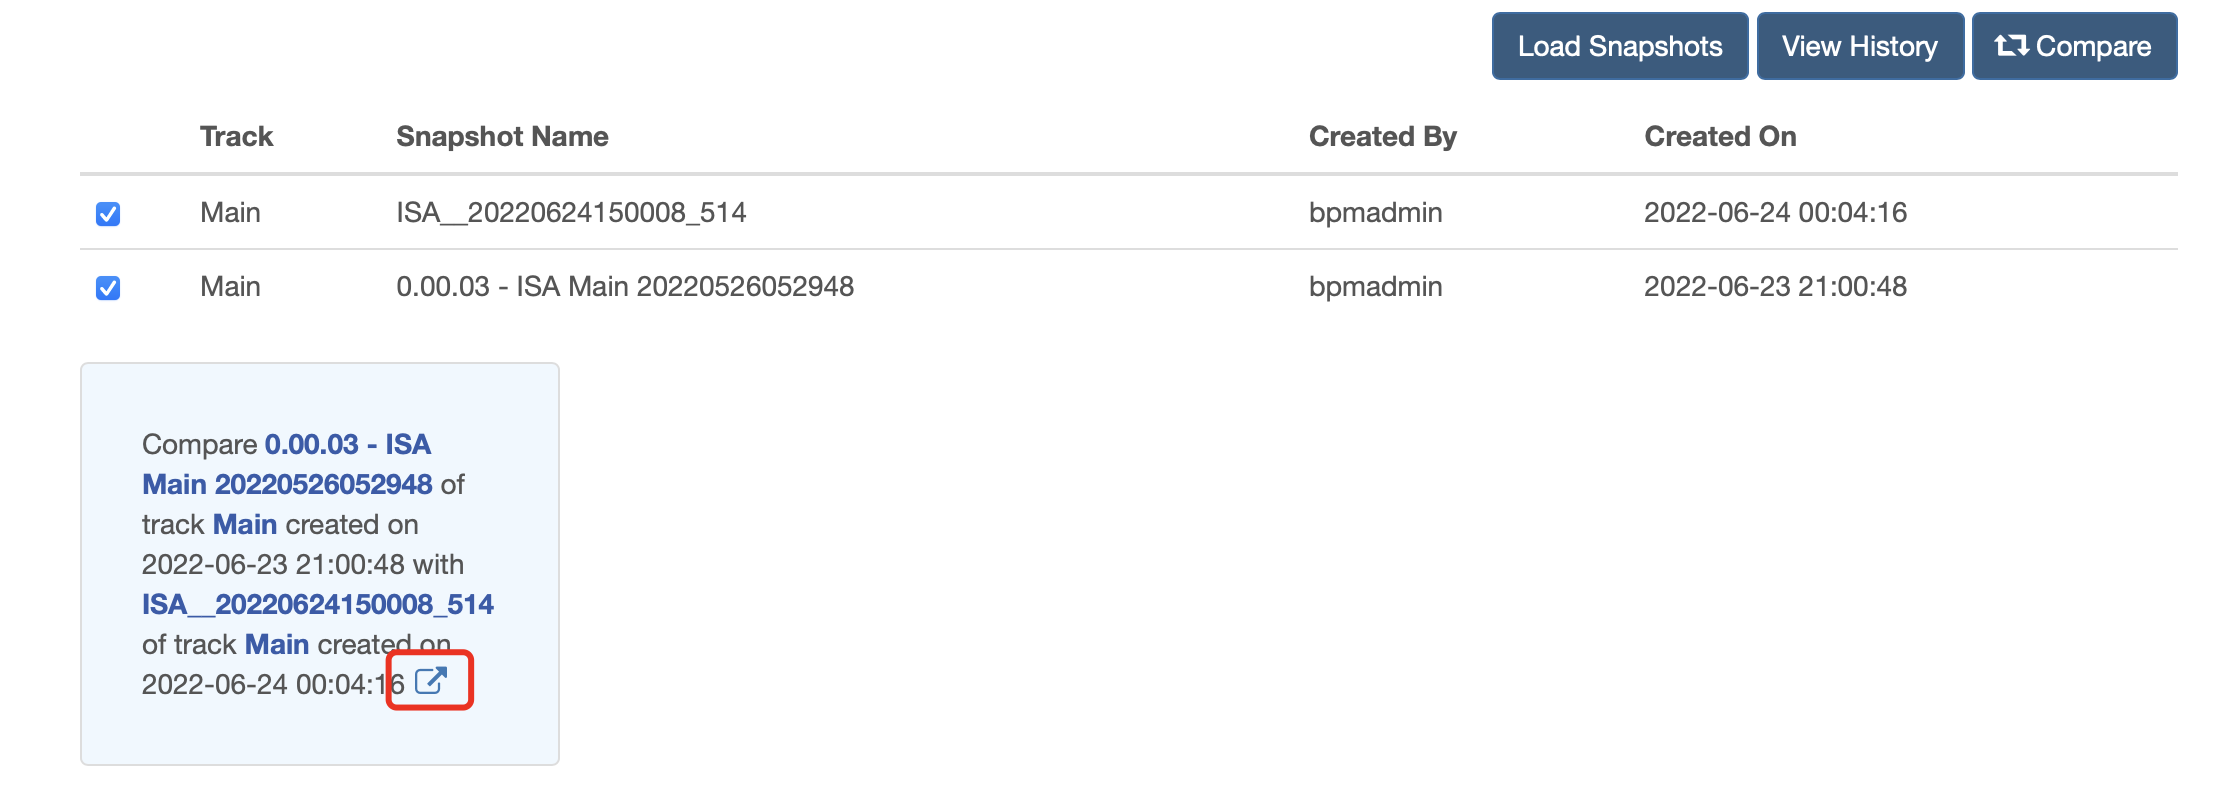 Load Snapshots View History Compare
Track Snapshot Name Created By Created On
Main ISA__20220624150008_514 bpmadmin 2022-06-24 00:04:16
Main 0.00.03 - ISA Main 20220526052948 bpmadmin 2022-06-23 21:00:48
Compare 0.00.03 - ISA
Main 20220526052948 of
track Main created on
2022-06-23 21:00:48 with
ISA__20220624150008_514
of track Main created on
2022-06-24 00:04:16